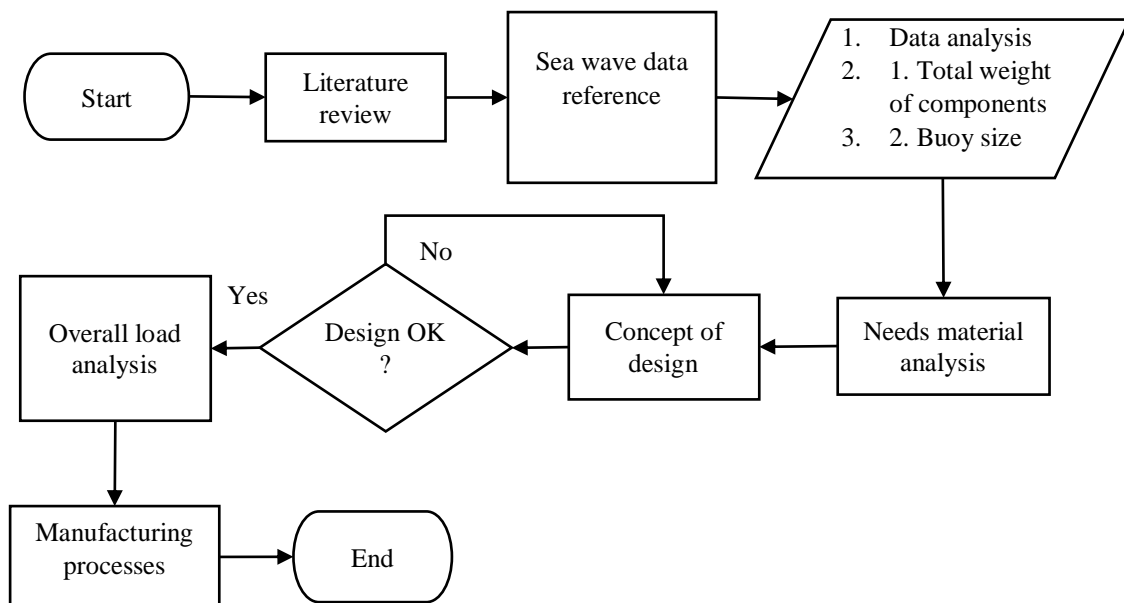 Start
Literature
review
Sea wave data
reference
1. Data analysis
2. 1. Total weight
of components
3. 2. Buoy size
No
Yes
Overall load
analysis
Design OK
?
Concept of
design
Needs material
analysis
Manufacturing
processes
End